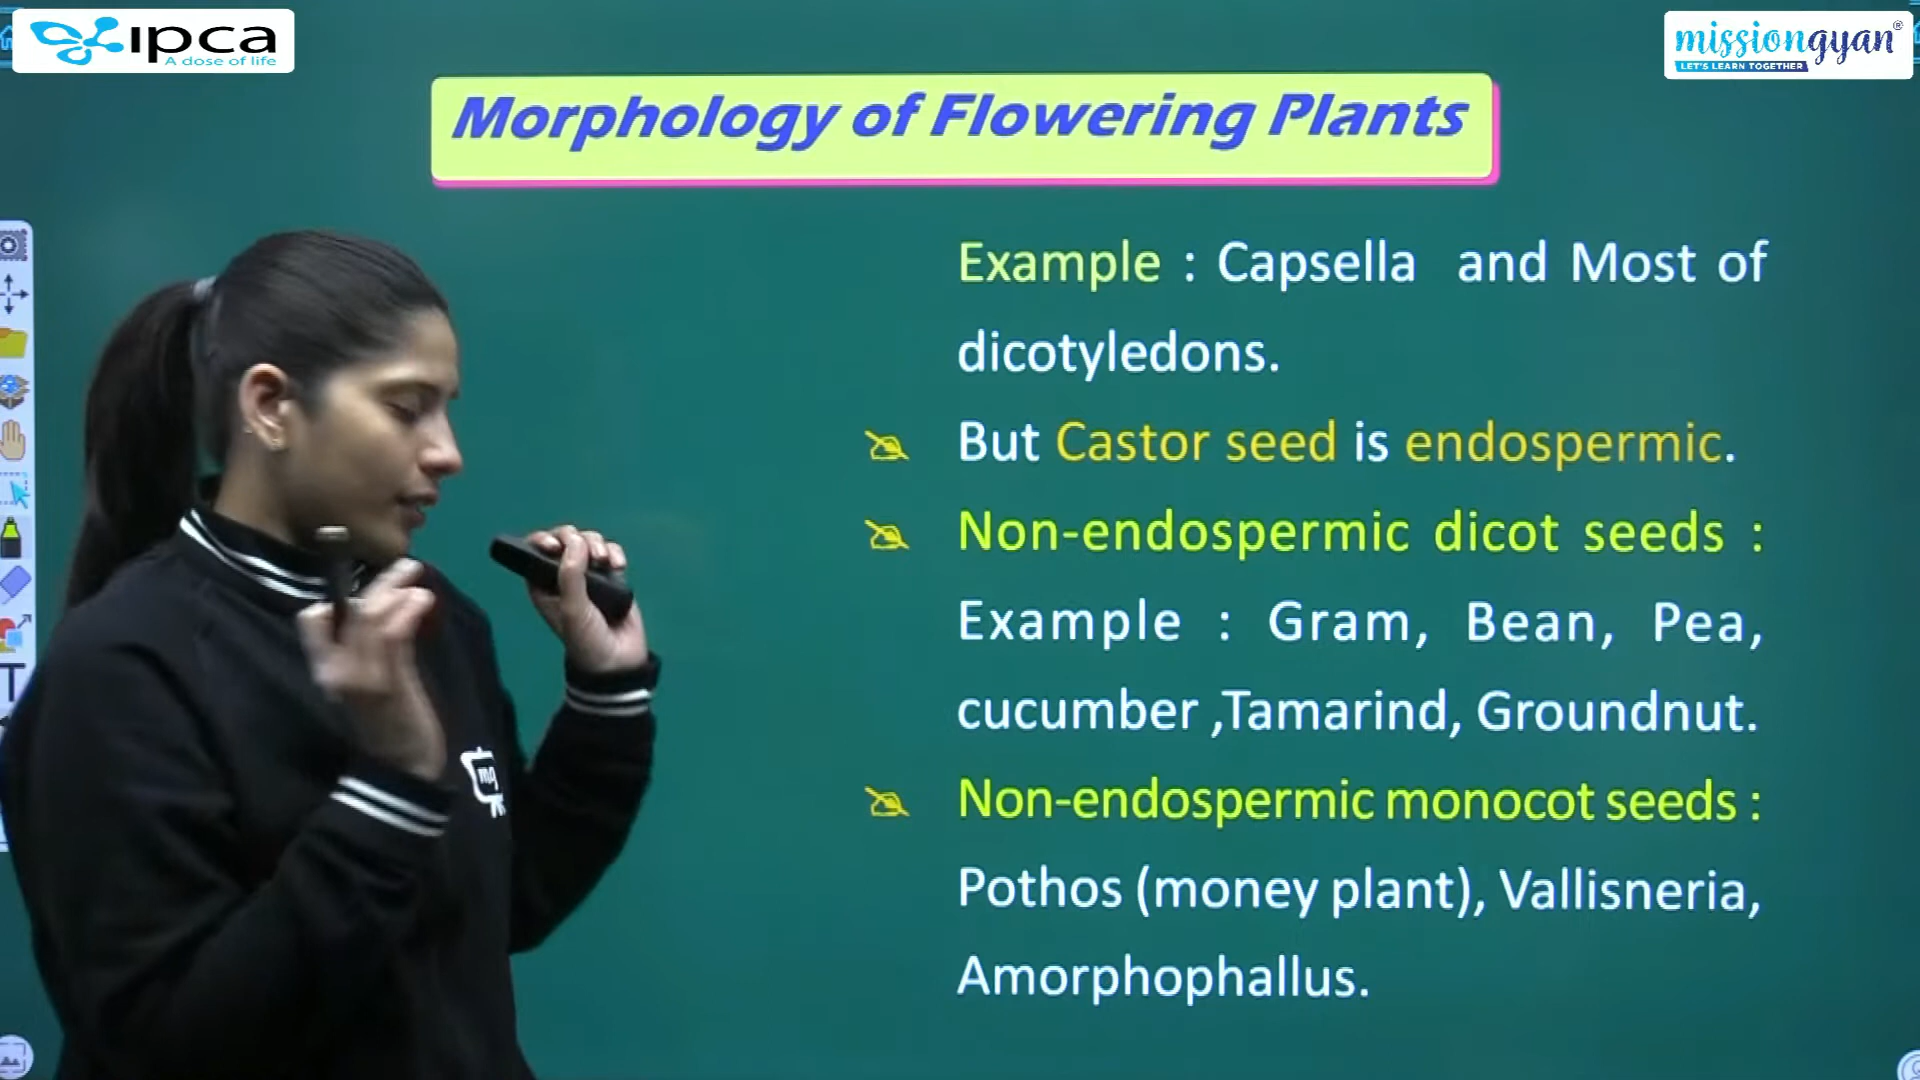 ipca
A dose of life
missiongyan®
LET'S LEARN TOGETHER
Morphology of Flowering Plants
Example : Capsella and Most of
dicotyledons.
But Castor seed is endospermic.
Non-endospermic dicot seeds :
Example : Gram, Bean, Pea,
cucumber ,Tamarind, Groundnut.
Non-endospermic monocot seeds :
Pothos (money plant), Vallisneria,
Amorphophallus.
mg
T